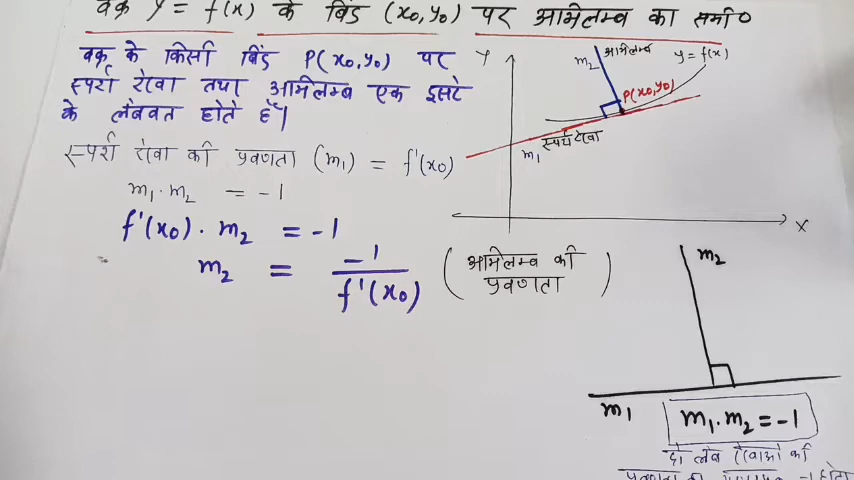 वक्र y = f(x) के बिंदु (x₀, y₀) पर अभिलम्ब का समी०
वक्र के किसी बिंदु P(x₀, y₀) पर
स्पर्श रेखा तथा अभिलम्ब एक दूसरे
के लंबवत होते हैं।
स्पर्श रेखा की प्रवणता (m₁) = f'(x₀)
m₁ · m₂ = -1
f'(x₀) · m₂ = -1
m₂ = -1 / f'(x₀) (अभिलम्ब की प्रवणता)
Y
m₂ अभिलम्ब
y = f(x)
P(x₀, y₀)
स्पर्श रेखा
m₁
X
m₂
m₁
m₁ · m₂ = -1
दो लंब रेखाओं की
प्रवणता का -1 होता